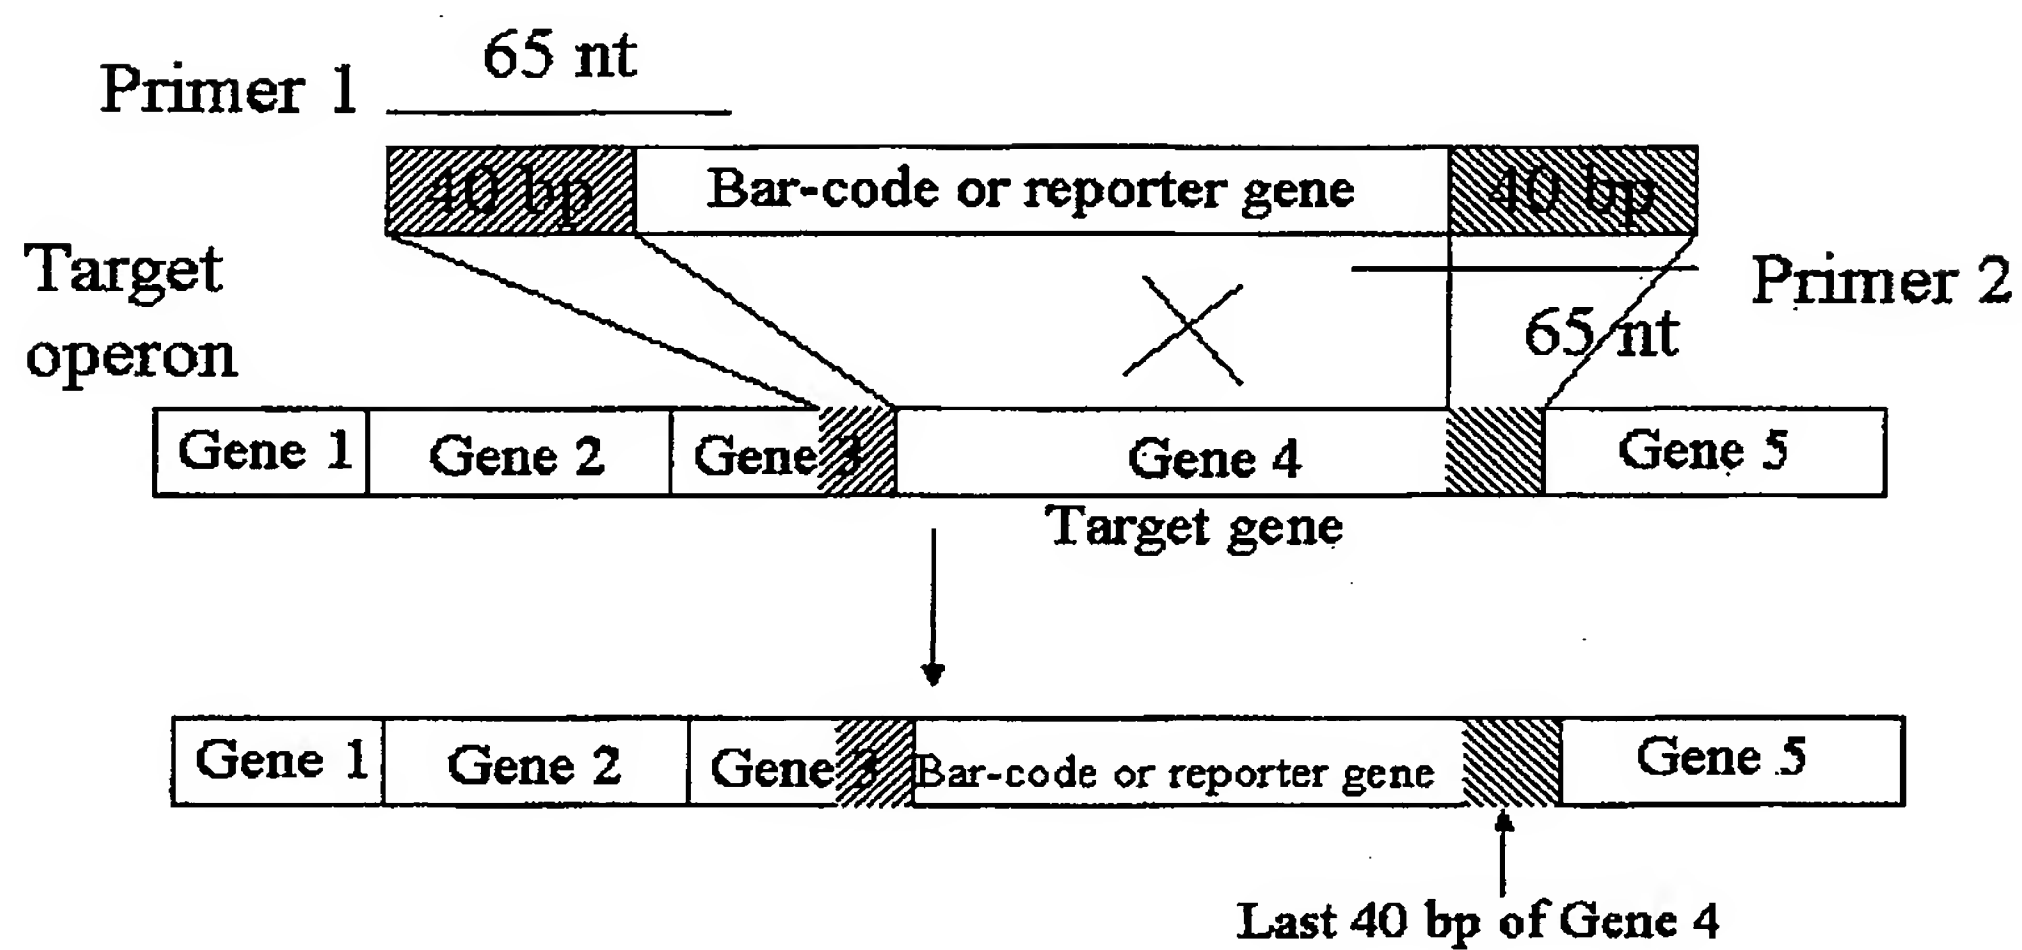 65 nt
Primer 1
40 bp
Bar-code or reporter gene
40 bp
Target
operon
Primer 2
65 nt
Gene 1
Gene 2
Gene 3
Gene 4
Gene 5
Target gene
Gene 1
Gene 2
Gene 3
Bar-code or reporter gene
Gene 5
Last 40 bp of Gene 4